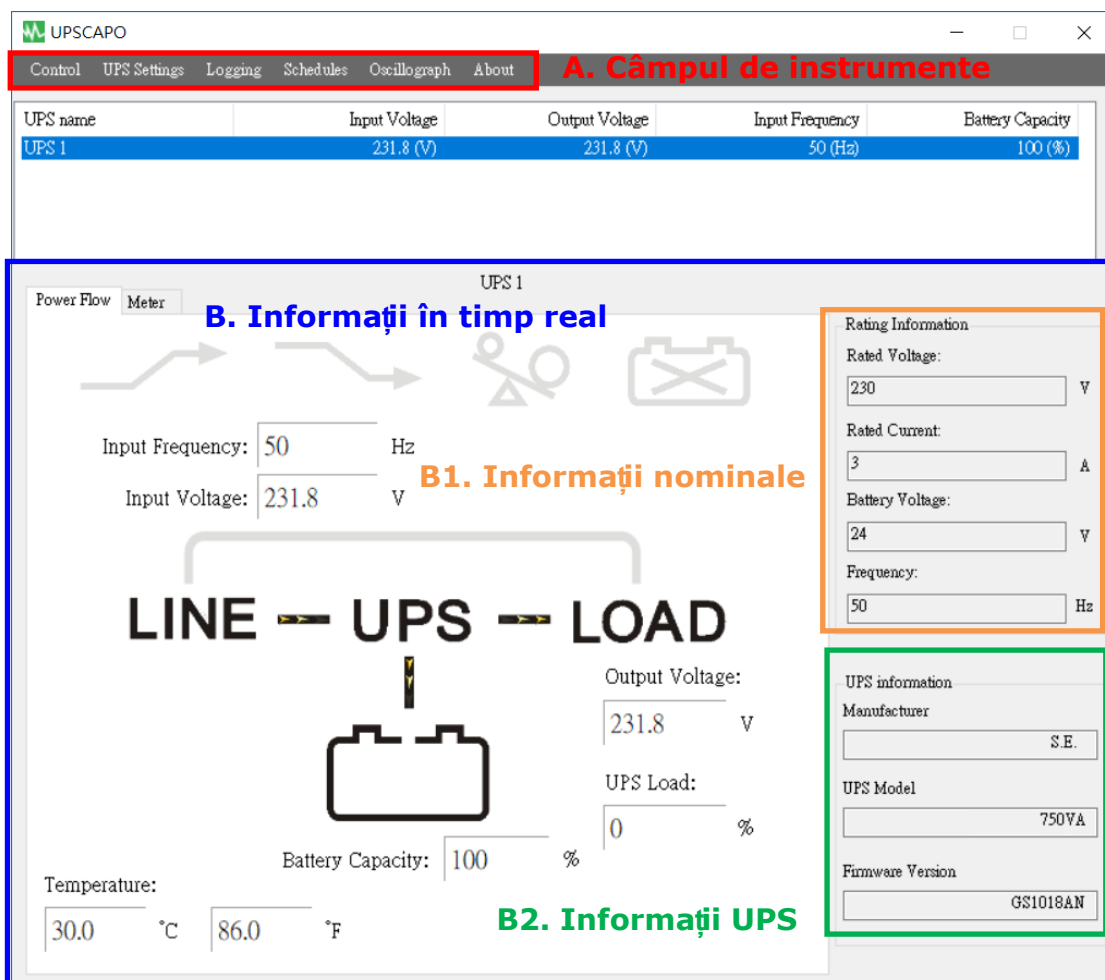 UPSCAPO
Control UPS Settings Logging Schedules Oscillograph About A. Câmpul de instrumente
UPS name Input Voltage Output Voltage Input Frequency Battery Capacity
UPS 1 231.8 (V) 231.8 (V) 50 (Hz) 100 (%)
UPS 1
Power Flow Meter
B. Informații în timp real
Input Frequency: 50 Hz
Input Voltage: 231.8 V
B1. Informații nominale
Rating Information
Rated Voltage:
230 V
Rated Current:
3 A
Battery Voltage:
24 V
Frequency:
50 Hz
LINE UPS LOAD
Output Voltage:
231.8 V
UPS Load:
0 %
Battery Capacity: 100 %
Temperature:
30.0 °C 86.0 °F
B2. Informații UPS
UPS information
Manufacturer
S.E.
UPS Model
750VA
Firmware Version
GS1018AN